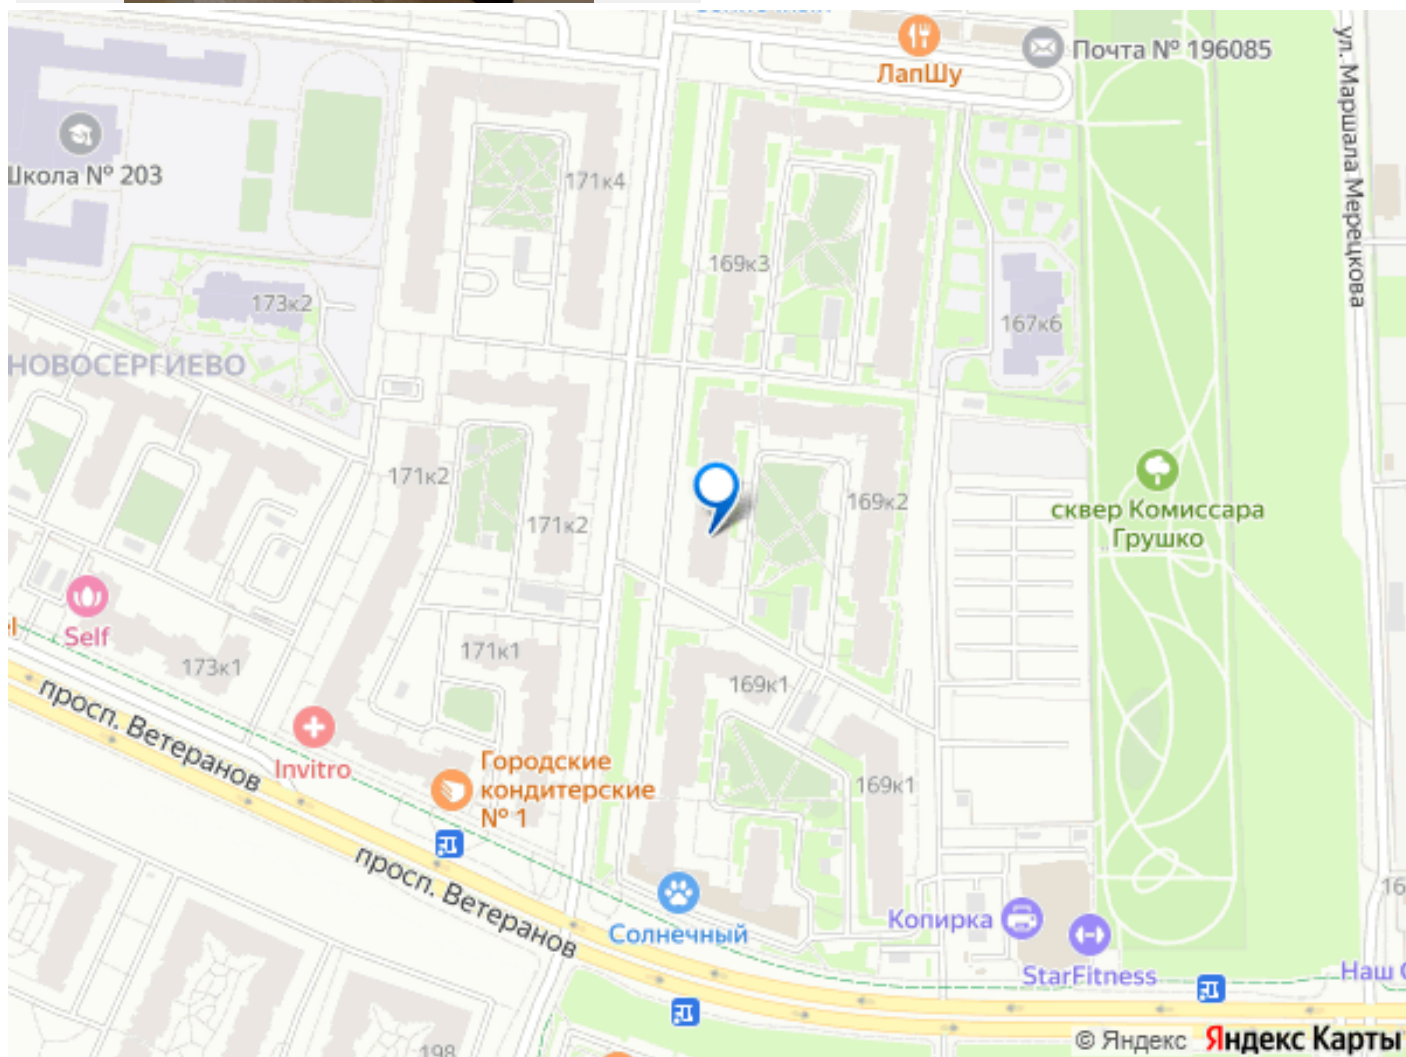 ЛапШу
Почта № 196085
ул. Маршала Мерецкова
Школа № 203
171к4
169к3
173к2
167к6
НОВОСЕРГИЕВО
171к2
171к2
169к2
сквер Комиссара
Грушко
Self
173к1
171к1
169к1
просп. Ветеранов
Invitro
Городские
кондитерские
№ 1
169к1
просп. Ветеранов
Солнечный
Копирка
StarFitness
Наш
198
© Яндекс Яндекс Карты